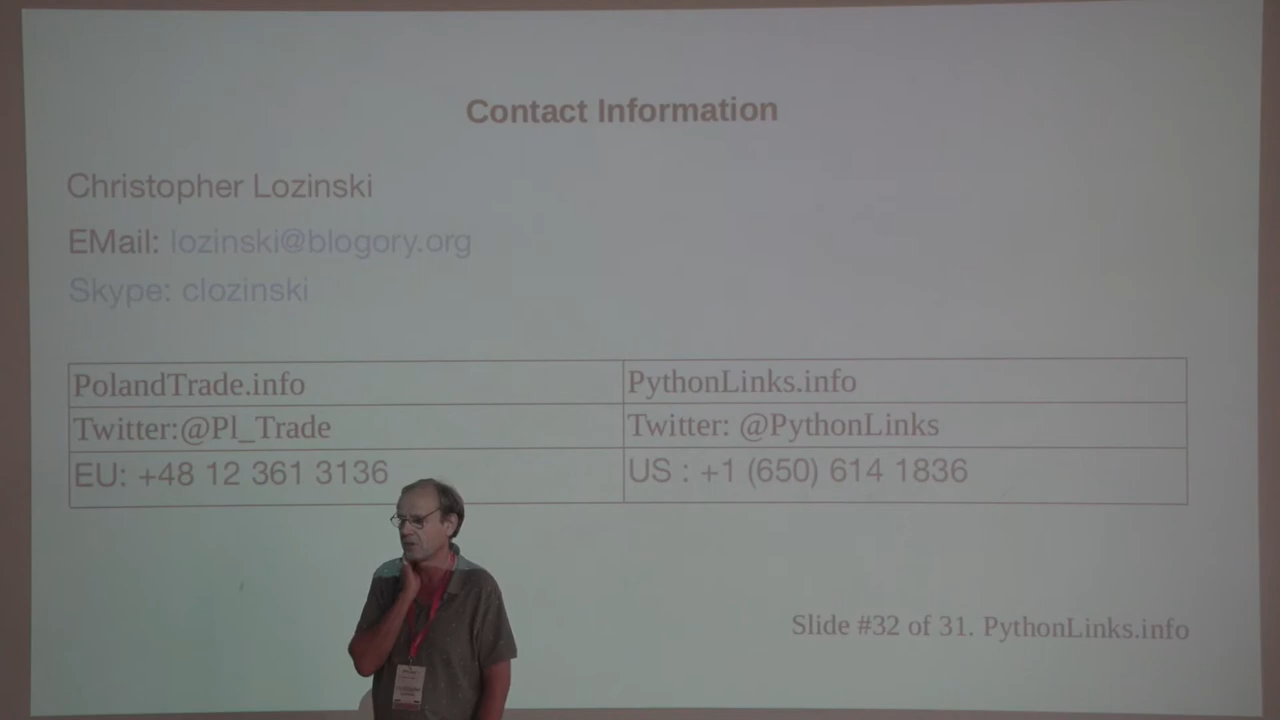 Contact Information
Christopher Lozinski
EMail: lozinski@blogory.org
Skype: clozinski
PolandTrade.info
PythonLinks.info
Twitter:@Pl_Trade
Twitter: @PythonLinks
EU: +48 12 361 3136
US : +1 (650) 614 1836
Slide #32 of 31. PythonLinks.info